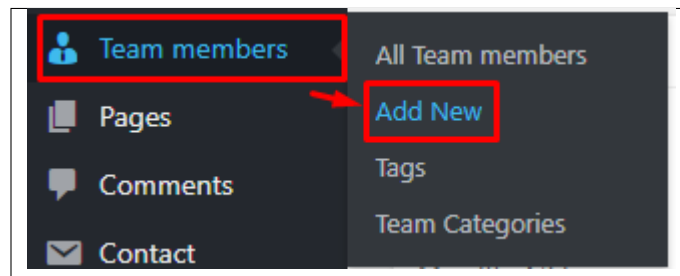 Team members
Pages
Comments
Contact
All Team members
Add New
Tags
Team Categories